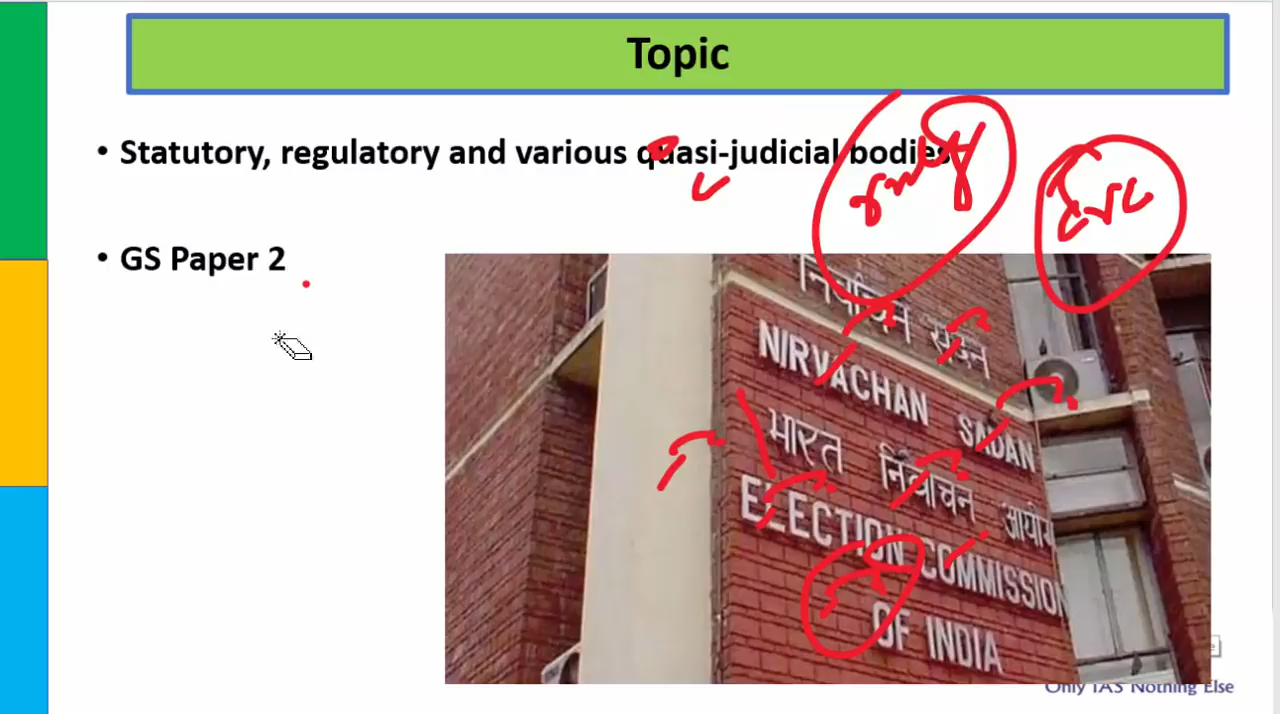 Topic
• Statutory, regulatory and various quasi-judicial bodies
• GS Paper 2
निर्वाचन सदन
NIRVACHAN SADAN
भारत निर्वाचन आयोग
ELECTION COMMISSION
OF INDIA
Only IAS Nothing Else